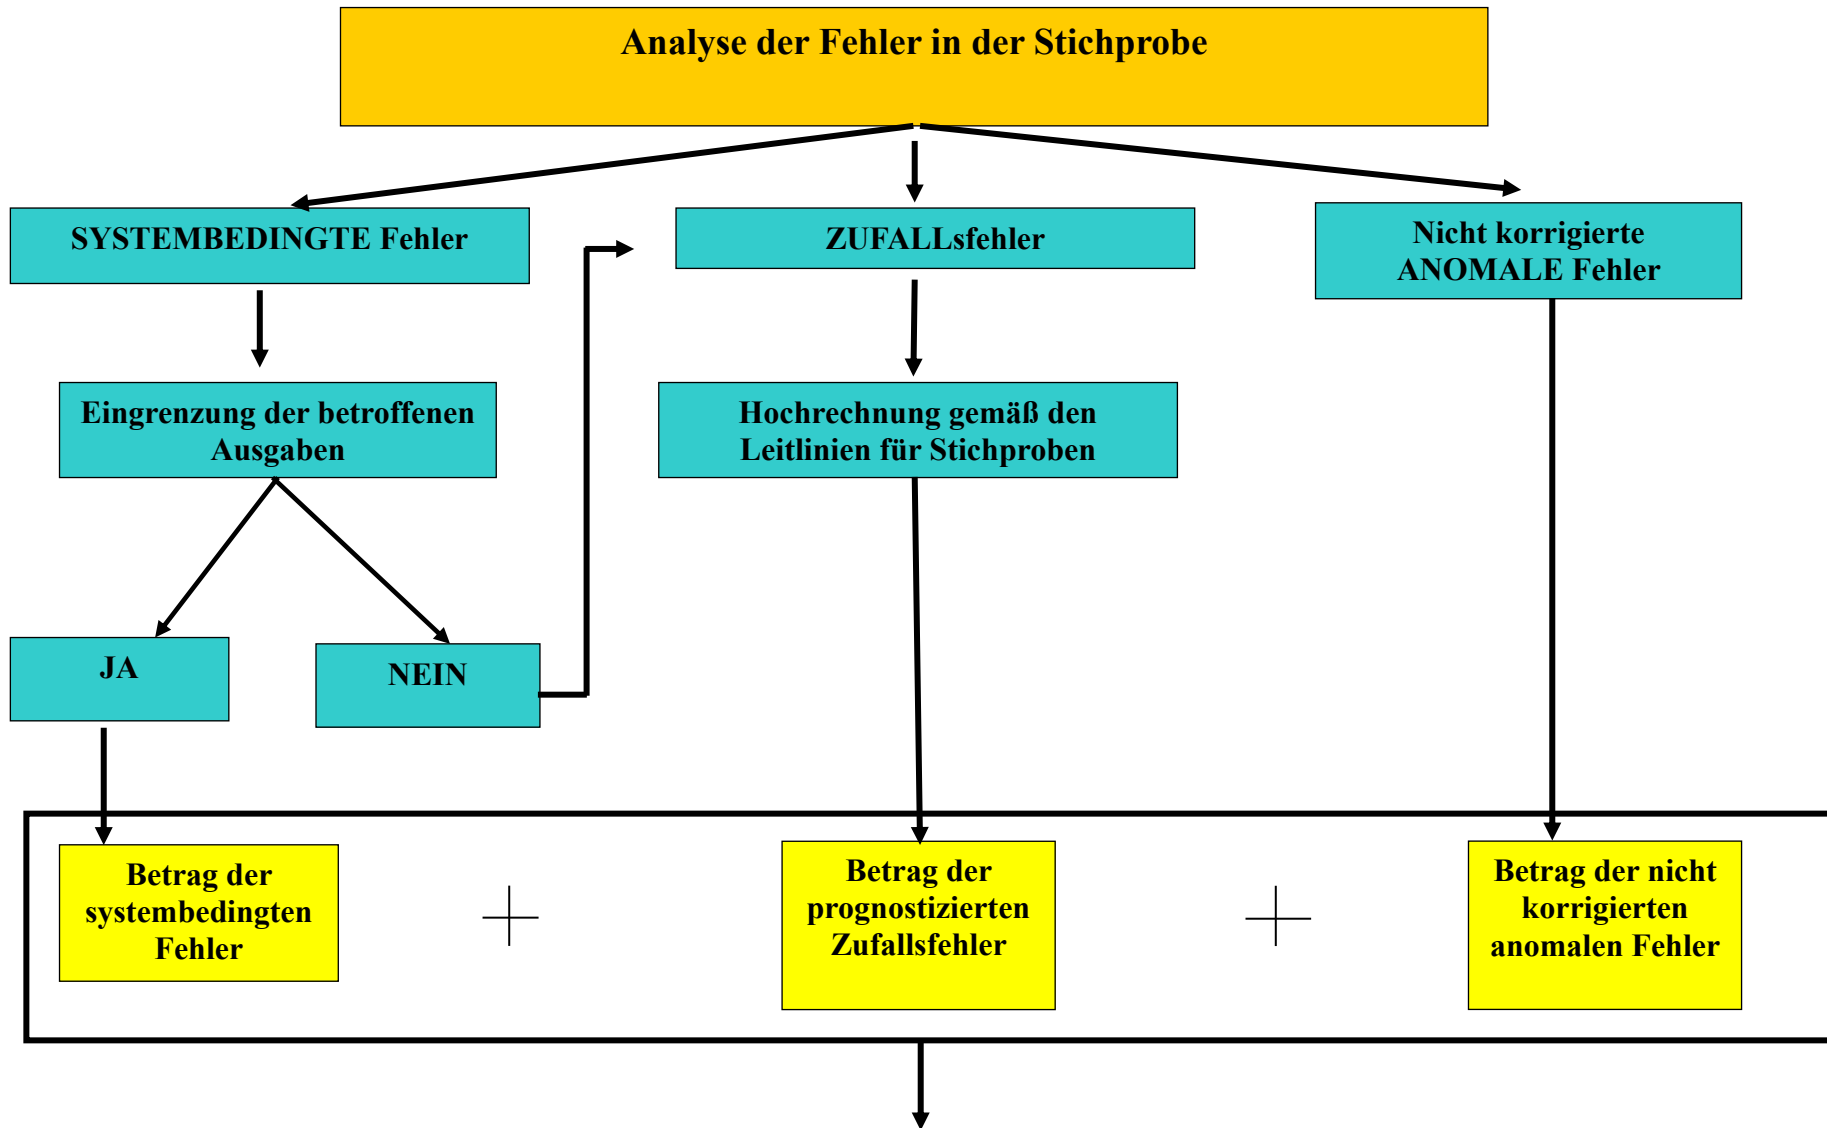 Analyse der Fehler in der Stichprobe
SYSTEMBEDINGTE Fehler
ZUFALLsfehler
Nicht korrigierte
ANOMALE Fehler
Eingrenzung der betroffenen
Ausgaben
Hochrechnung gemäß den
Leitlinien für Stichproben
JA
NEIN
Betrag der
systembedingten
Fehler
Betrag der
prognostizierten
Zufallsfehler
Betrag der nicht
korrigierten
anomalen Fehler